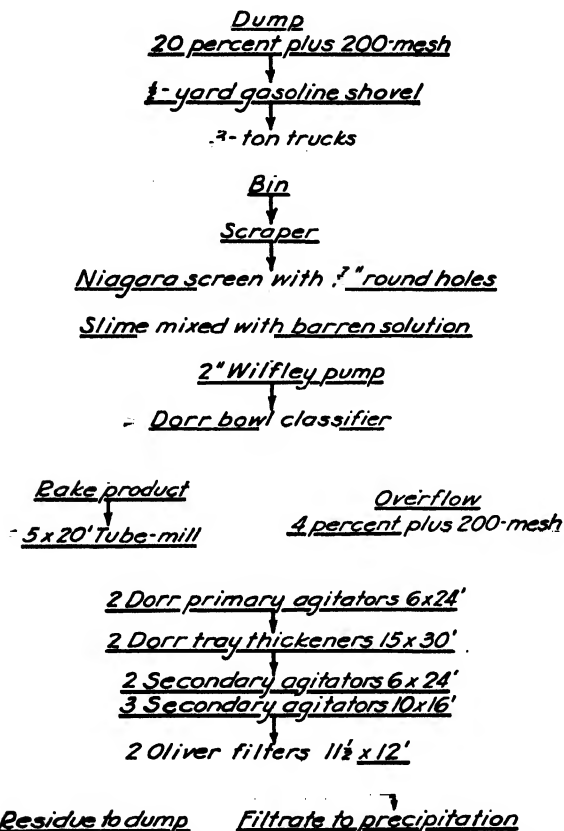 Dump
20 percent plus 200-mesh
-yard gasoline shovel
-ton trucks
Bin
Scraper
Niagara screen with " round holes
Slime mixed with barren solution
2" Wilfley pump
Dorr bowl classifier
Rake product
Overflow
4 percent plus 200-mesh
5x20' Tube-mill
2 Dorr primary agitators 6x24'
2 Dorr tray thickeners 15x30'
2 Secondary agitators 6x24'
3 Secondary agitators 10x16'
2 Oliver filters 11½ x 12'
Residue to dump
Filtrate to precipitation